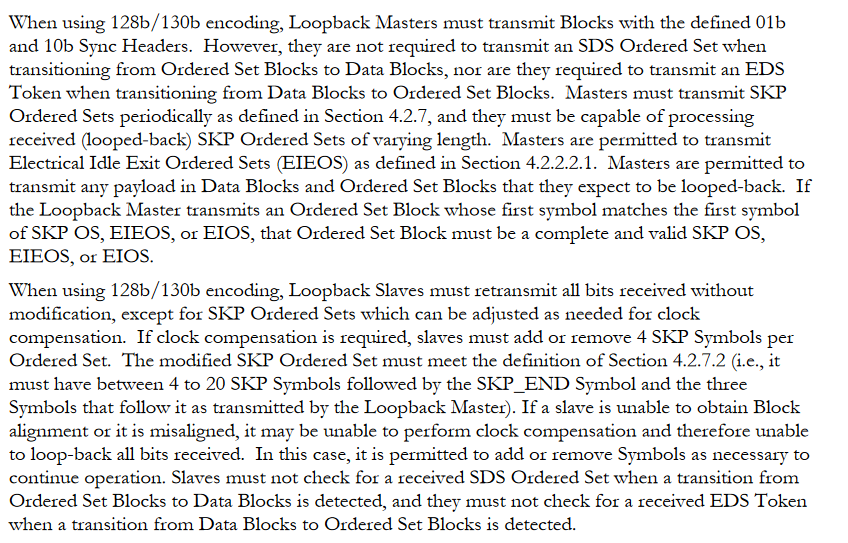 When using 128b/130b encoding, Loopback Masters must transmit Blocks with the defined 01b
and 10b Sync Headers.  However, they are not required to transmit an SDS Ordered Set when
transitioning from Ordered Set Blocks to Data Blocks, nor are they required to transmit an EDS
Token when transitioning from Data Blocks to Ordered Set Blocks.  Masters must transmit SKP
Ordered Sets periodically as defined in Section 4.2.7, and they must be capable of processing
received (looped-back) SKP Ordered Sets of varying length.  Masters are permitted to transmit
Electrical Idle Exit Ordered Sets (EIEOS) as defined in Section 4.2.2.2.1.  Masters are permitted to
transmit any payload in Data Blocks and Ordered Set Blocks that they expect to be looped-back.  If
the Loopback Master transmits an Ordered Set Block whose first symbol matches the first symbol
of SKP OS, EIEOS, or EIOS, that Ordered Set Block must be a complete and valid SKP OS,
EIEOS, or EIOS.
When using 128b/130b encoding, Loopback Slaves must retransmit all bits received without
modification, except for SKP Ordered Sets which can be adjusted as needed for clock
compensation.  If clock compensation is required, slaves must add or remove 4 SKP Symbols per
Ordered Set.  The modified SKP Ordered Set must meet the definition of Section 4.2.7.2 (i.e., it
must have between 4 to 20 SKP Symbols followed by the SKP_END Symbol and the three
Symbols that follow it as transmitted by the Loopback Master). If a slave is unable to obtain Block
alignment or it is misaligned, it may be unable to perform clock compensation and therefore unable
to loop-back all bits received.  In this case, it is permitted to add or remove Symbols as necessary to
continue operation. Slaves must not check for a received SDS Ordered Set when a transition from
Ordered Set Blocks to Data Blocks is detected, and they must not check for a received EDS Token
when a transition from Data Blocks to Ordered Set Blocks is detected.